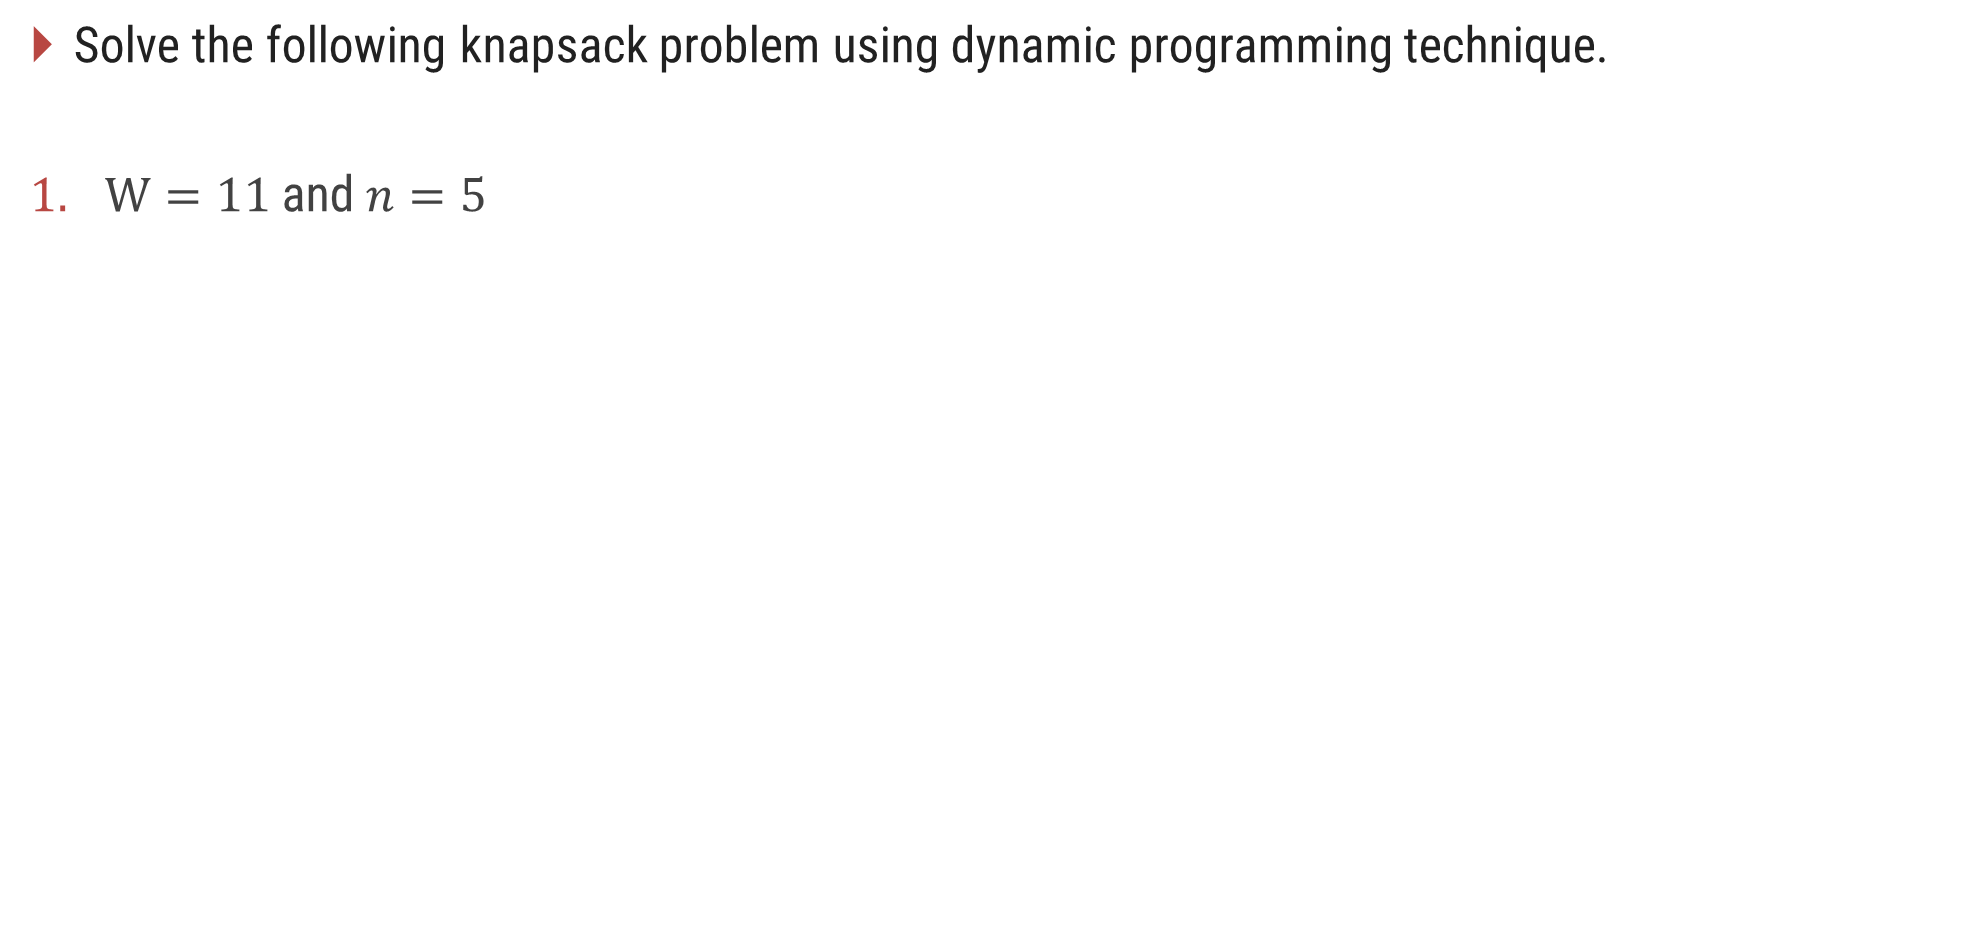 Solve the following knapsack problem using dynamic programming technique.
1. W = 11 and n = 5